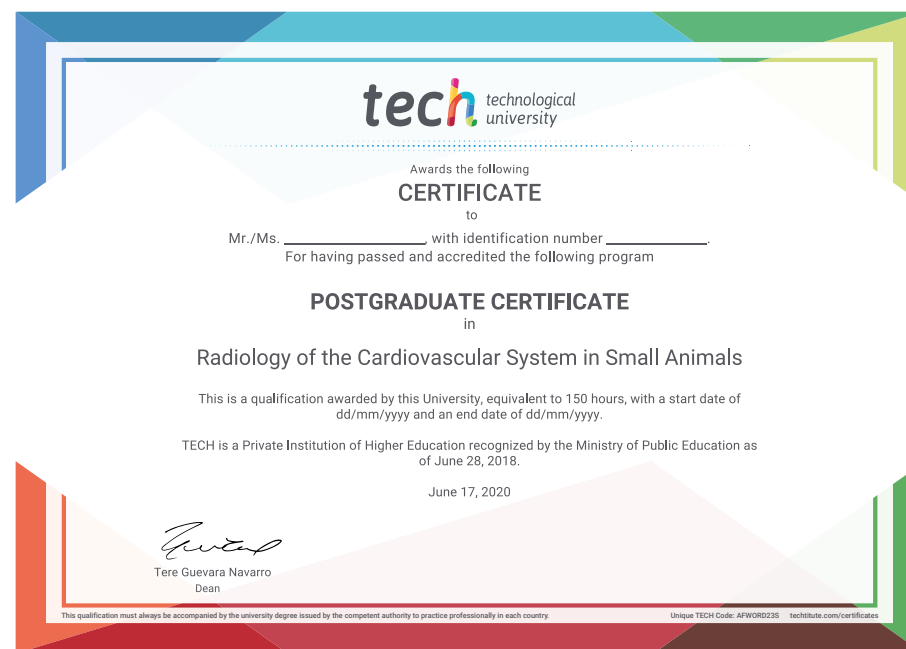 tech technological
university
Awards the following
CERTIFICATE
to
Mr./Ms. ____________________, with identification number ______________.
For having passed and accredited the following program
POSTGRADUATE CERTIFICATE
in
Radiology of the Cardiovascular System in Small Animals
This is a qualification awarded by this University, equivalent to 150 hours, with a start date of
dd/mm/yyyy and an end date of dd/mm/yyyy.
TECH is a Private Institution of Higher Education recognized by the Ministry of Public Education as
of June 28, 2018.
June 17, 2020
Tere Guevara Navarro
Dean
This qualification must always be accompanied by the university degree issued by the competent authority to practice professionally in each country. Unique TECH Code: AFWORD23S techtitute.com/certificates